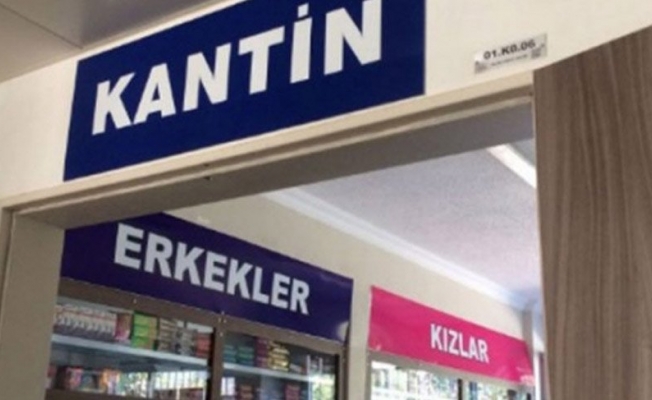 KANTİN
01.K0.06
ERKEKLER
KIZLAR